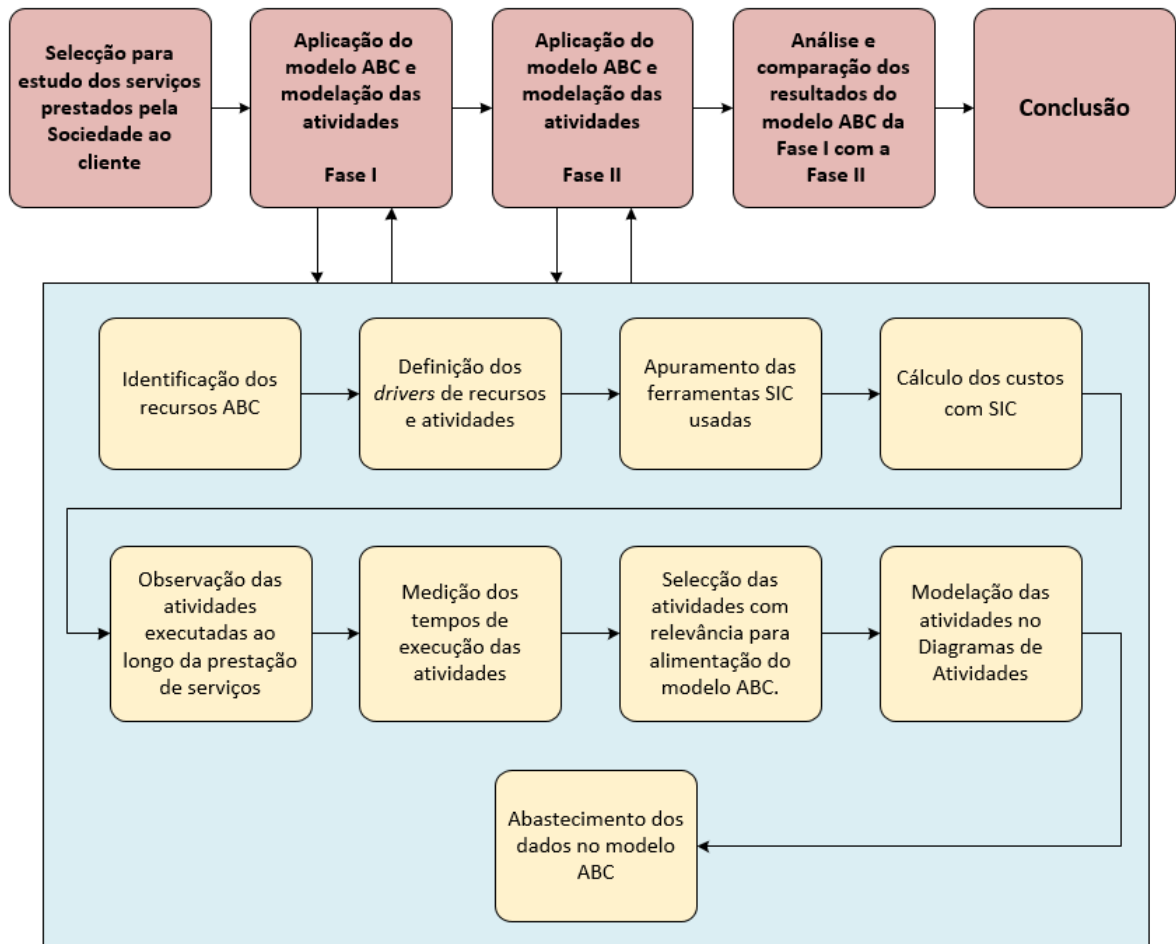 Selecção para
estudo dos serviços
prestados pela
Sociedade ao
cliente
Aplicação do
modelo ABC e
modelação das
atividades
Fase I
Aplicação do
modelo ABC e
modelação das
atividades
Fase II
Análise e
comparação dos
resultados do
modelo ABC da
Fase I com a
Fase II
Conclusão
Identificação dos
recursos ABC
Definição dos
drivers de recursos
e atividades
Apuramento das
ferramentas SIC
usadas
Cálculo dos custos
com SIC
Observação das
atividades
executadas ao
longo da prestação
de serviços
Medição dos
tempos de
execução das
atividades
Selecção das
atividades com
relevância para
alimentação do
modelo ABC.
Modelação das
atividades no
Diagramas de
Atividades
Abastecimento dos
dados no modelo
ABC